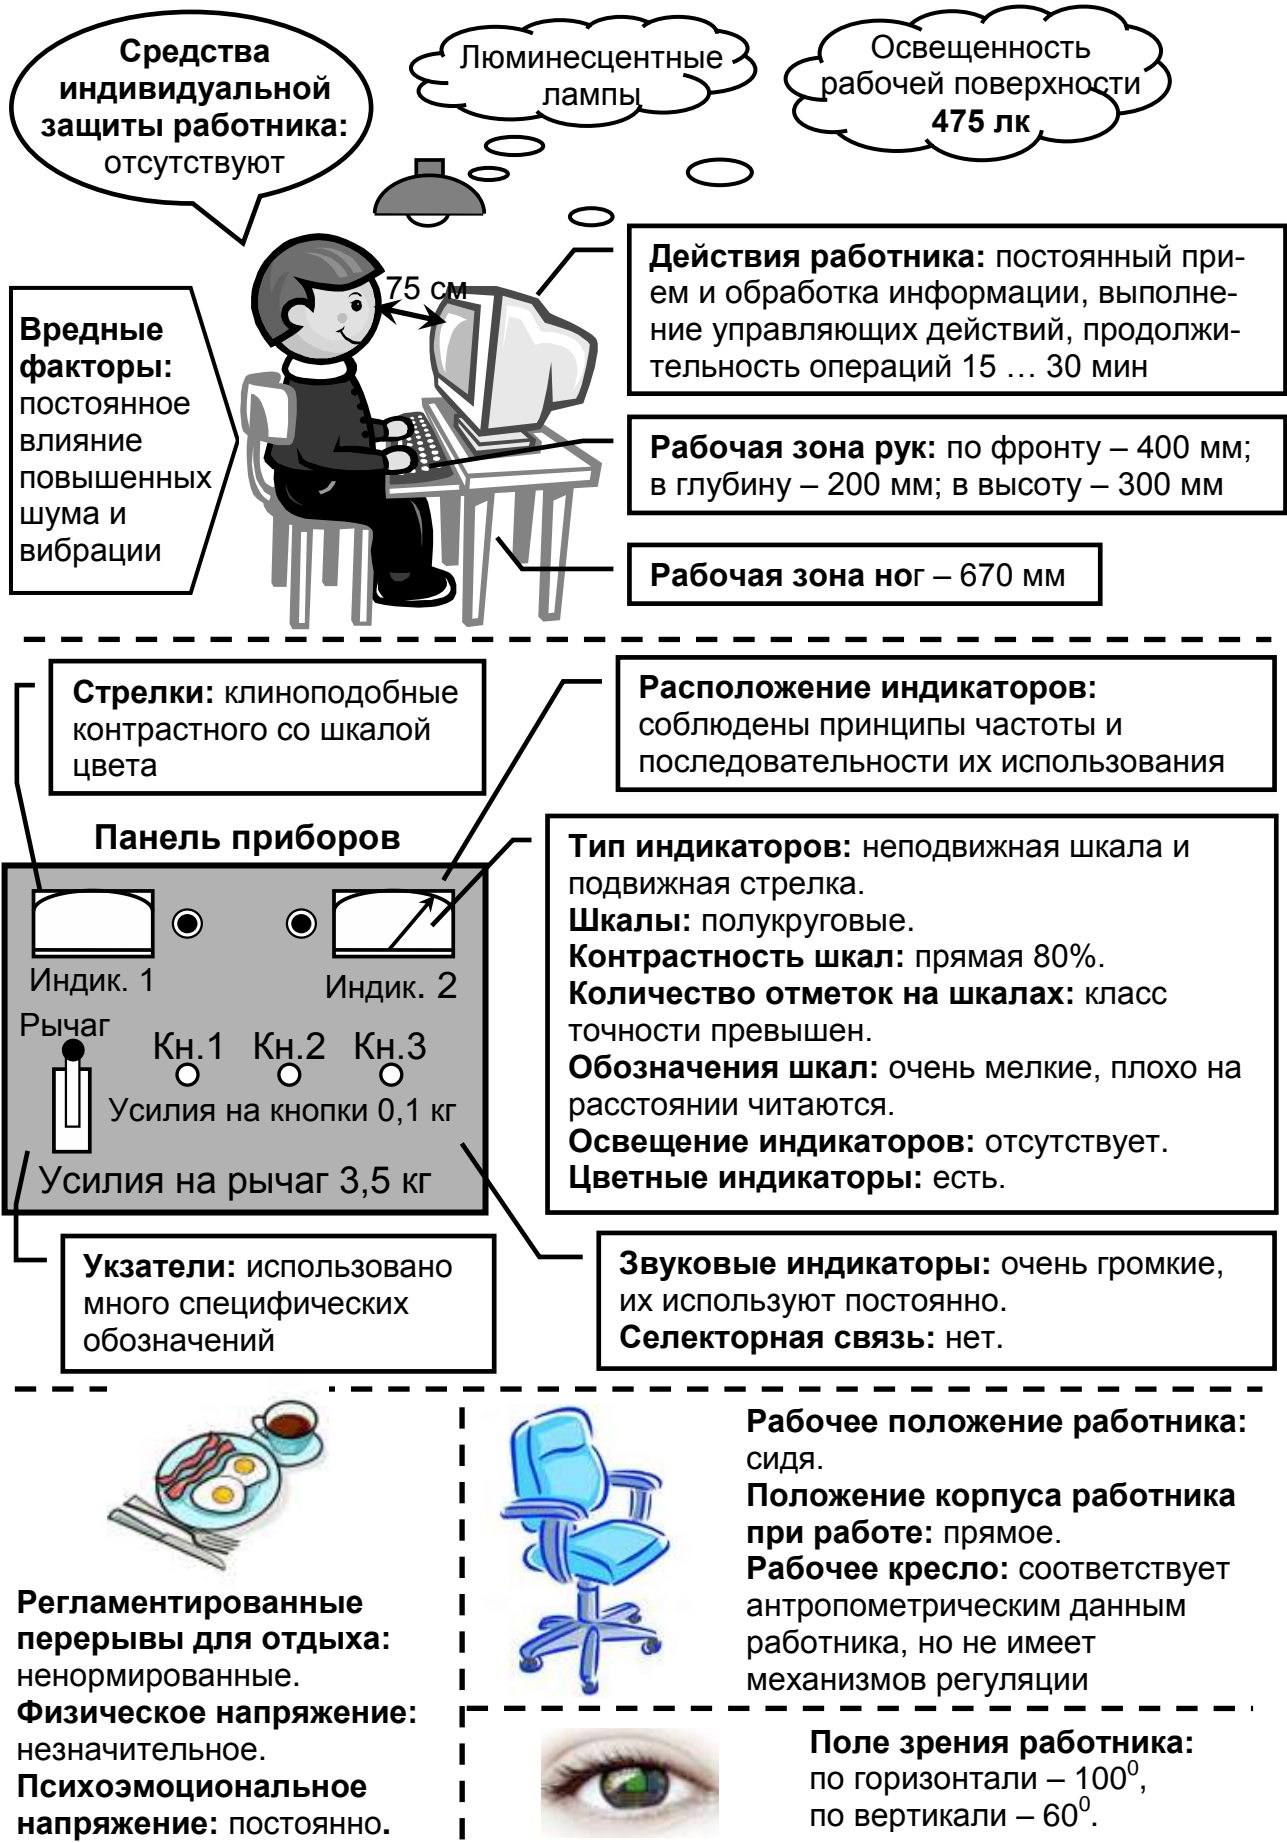 Средства
индивидуальной
защиты работника:
отсутствуют
Люминесцентные
лампы
Освещенность
рабочей поверхности
475 лк
75 см
Вредные
факторы:
постоянное
влияние
повышенных
шума и
вибрации
Действия работника: постоянный при-
ем и обработка информации, выполне-
ние управляющих действий, продолжи-
тельность операций 15 … 30 мин
Рабочая зона рук: по фронту – 400 мм;
в глубину – 200 мм; в высоту – 300 мм
Рабочая зона ног – 670 мм
Стрелки: клиноподобные
контрастного со шкалой
цвета
Расположение индикаторов:
соблюдены принципы частоты и
последовательности их использования
Панель приборов
Индик. 1
Индик. 2
Рычаг
Кн.1 Кн.2 Кн.3
Усилия на кнопки 0,1 кг
Усилия на рычаг 3,5 кг
Тип индикаторов: неподвижная шкала и
подвижная стрелка.
Шкалы: полукруговые.
Контрастность шкал: прямая 80%.
Количество отметок на шкалах: класс
точности превышен.
Обозначения шкал: очень мелкие, плохо на
расстоянии читаются.
Освещение индикаторов: отсутствует.
Цветные индикаторы: есть.
Укзатели: использовано
много специфических
обозначений
Звуковые индикаторы: очень громкие,
их используют постоянно.
Селекторная связь: нет.
Регламентированные
перерывы для отдыха:
ненормированные.
Физическое напряжение:
незначительное.
Психоэмоциональное
напряжение: постоянно.
Рабочее положение работника:
сидя.
Положение корпуса работника
при работе: прямое.
Рабочее кресло: соответствует
антропометрическим данным
работника, но не имеет
механизмов регуляции
Поле зрения работника:
по горизонтали – 100⁰,
по вертикали – 60⁰.